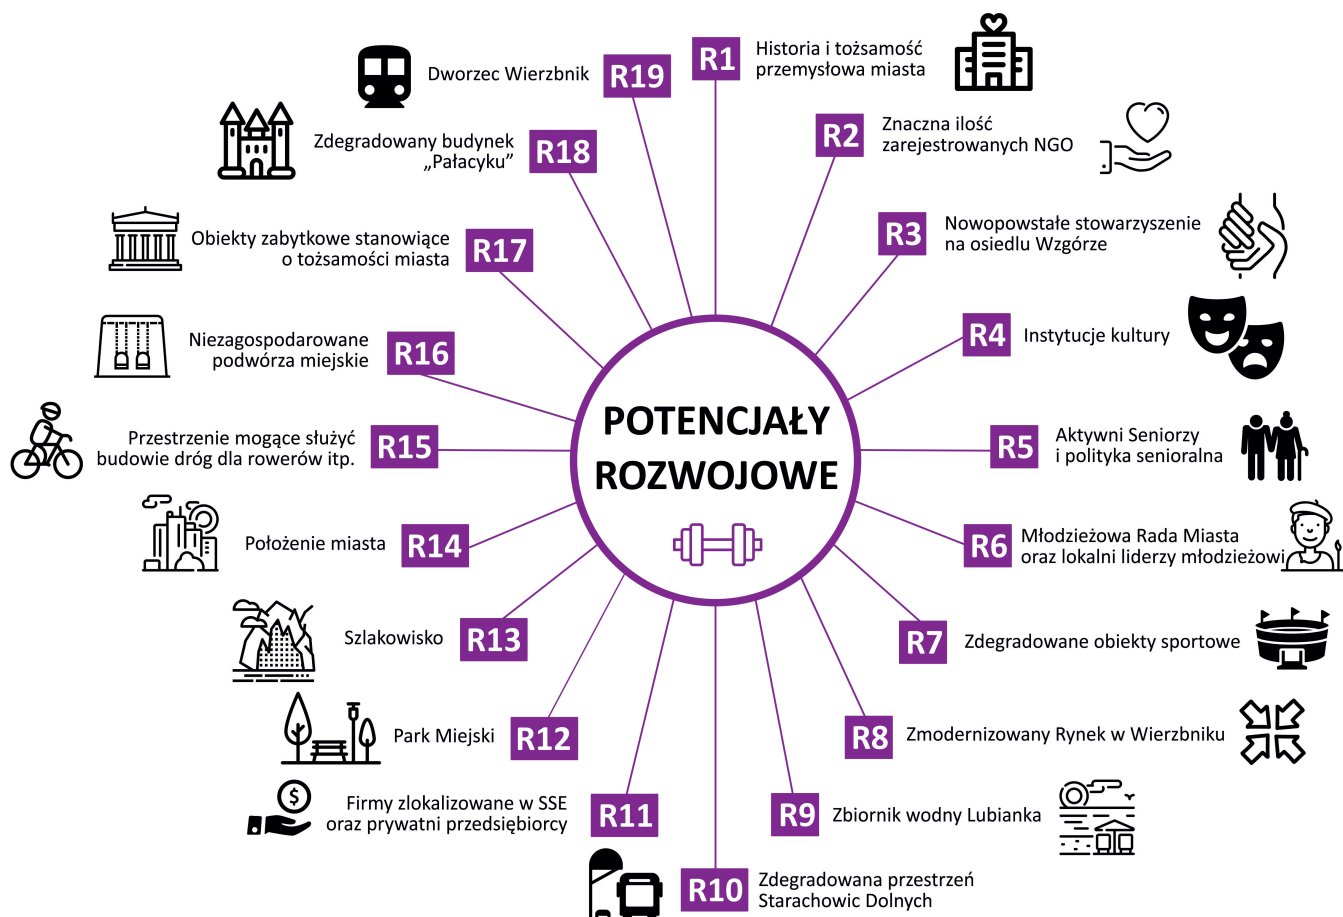 POTENCJAŁY
ROZWOJOWE
R1
Historia i tożsamość
przemysłowa miasta
R2
Znaczna ilość
zarejestrowanych NGO
R3
Nowopowstałe stowarzyszenie
na osiedlu Wzgórze
R4
Instytucje kultury
R5
Aktywni Seniorzy
i polityka senioralna
R6
Młodzieżowa Rada Miasta
oraz lokalni liderzy młodzieżowi
R7
Zdegradowane obiekty sportowe
R8
Zmodernizowany Rynek w Wierzbniku
R9
Zbiornik wodny Lubianka
R10
Zdegradowana przestrzeń
Starachowic Dolnych
R11
Firmy zlokalizowane w SSE
oraz prywatni przedsiębiorcy
$
R12
Park Miejski
R13
Szlakowisko
R14
Położenie miasta
R15
Przestrzenie mogące służyć
budowie dróg dla rowerów itp.
R16
Niezagospodarowane
podwórza miejskie
R17
Obiekty zabytkowe stanowiące
o tożsamości miasta
R18
Zdegradowany budynek
„Pałacyku”
R19
Dworzec Wierzbnik